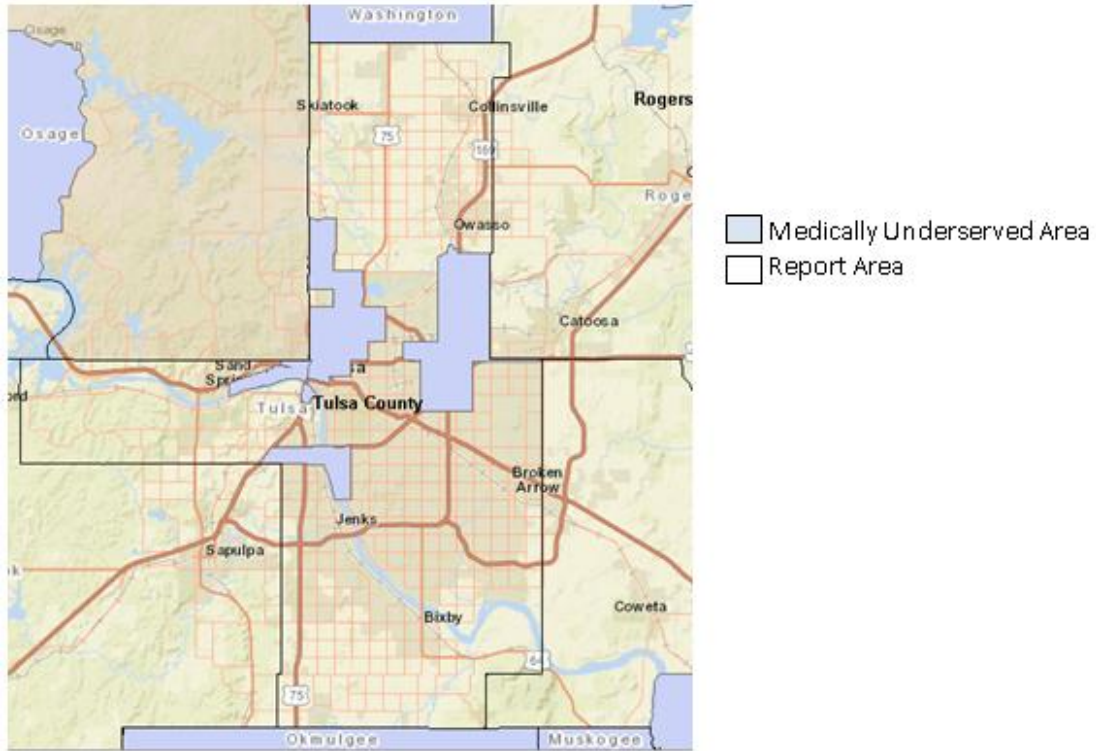 Washington
Osage
Skiatook
Collinsville
Rogers
75
169
Osage
Owasso
Catoosa
Sand
Tulsa
Tulsa County
Broken
Arrow
Jenks
Sapulpa
Bixby
Coweta
64
75
Okmulgee
Muskogee
Medically Underserved Area
Report Area